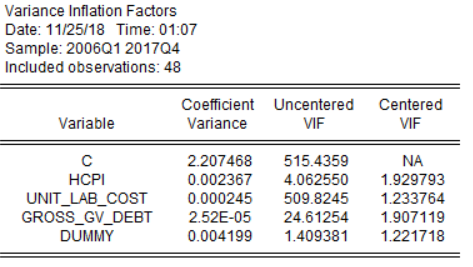 Variance Inflation Factors
Date: 11/25/18 Time: 01:07
Sample: 2006Q1 2017Q4
Included observations: 48
Coefficient Uncentered Centered
Variable Variance VIF VIF
C 2.207468 515.4359 NA
HCPI 0.002367 4.062550 1.929793
UNIT_LAB_COST 0.000245 509.8245 1.233764
GROSS_GV_DEBT 2.52E-05 24.61254 1.907119
DUMMY 0.004199 1.409381 1.221718